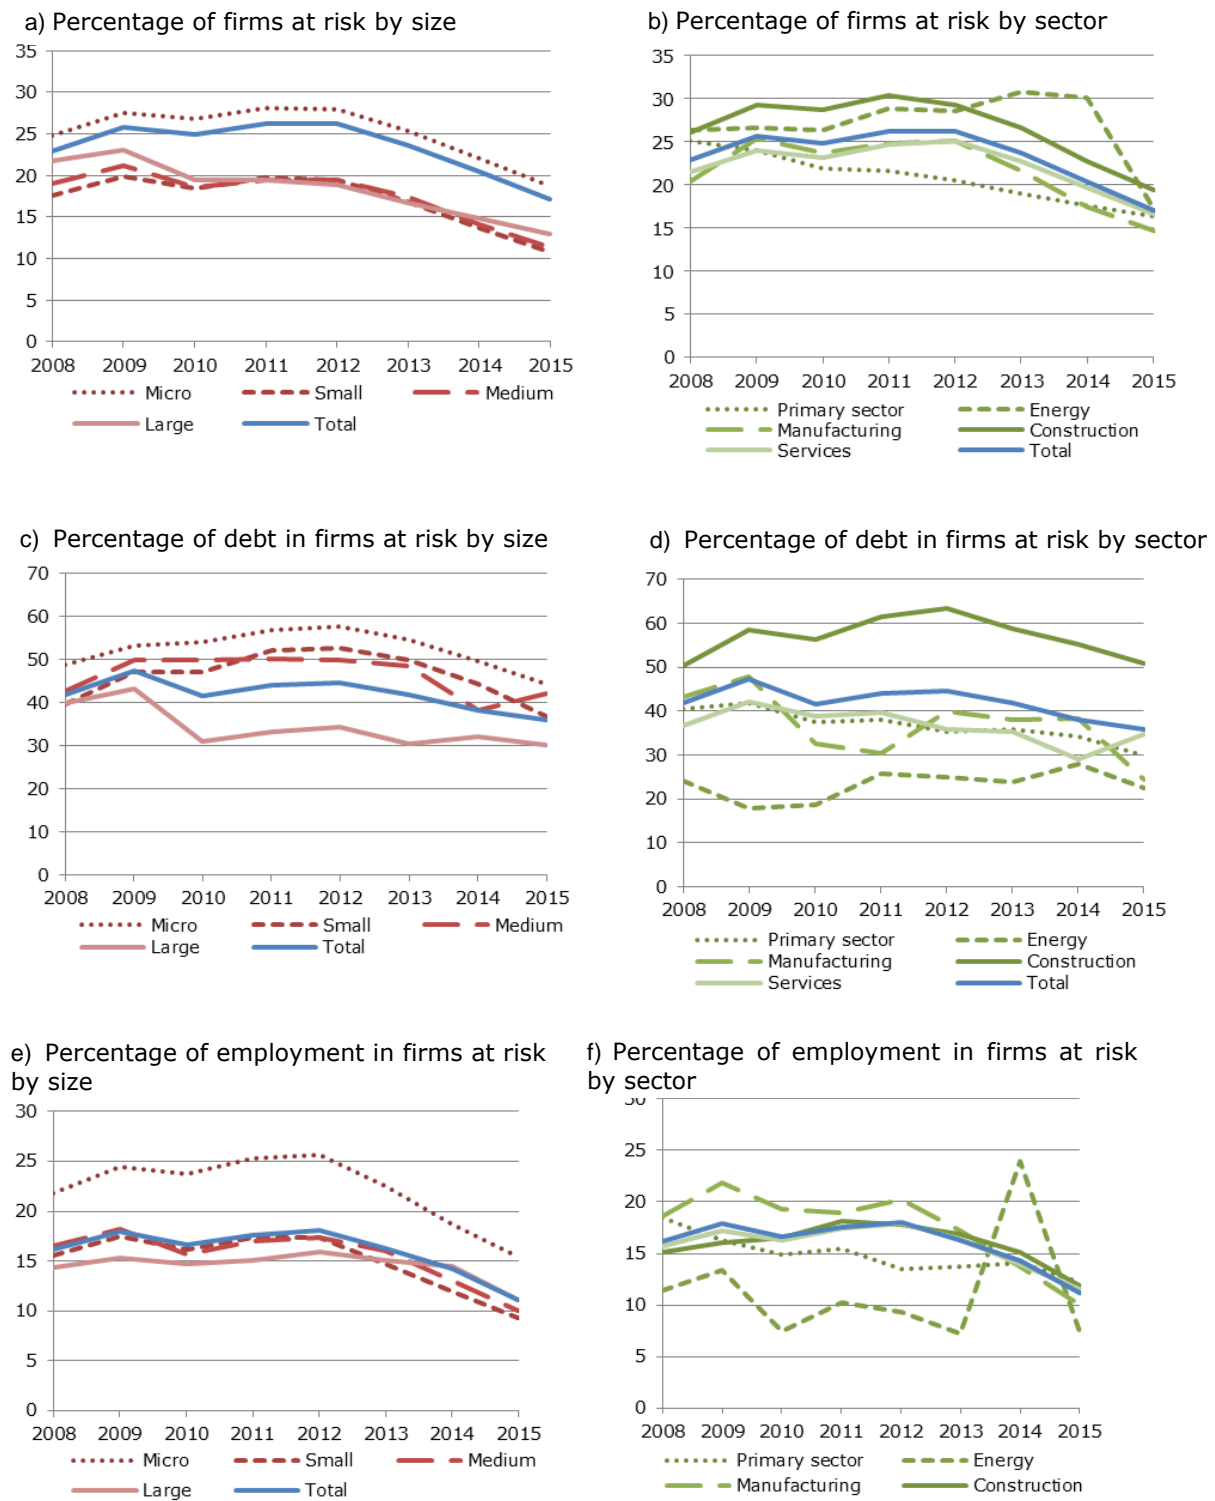 a) Percentage of firms at risk by size
35
30
25
20
15
10
5
0
2008 2009 2010 2011 2012 2013 2014 2015
Micro Small Medium
Large Total
b) Percentage of firms at risk by sector
35
30
25
20
15
10
5
0
2008 2009 2010 2011 2012 2013 2014 2015
Primary sector Energy
Manufacturing Construction
Services Total
c) Percentage of debt in firms at risk by size
70
60
50
40
30
20
10
0
2008 2009 2010 2011 2012 2013 2014 2015
Micro Small Medium
Large Total
d) Percentage of debt in firms at risk by sector
70
60
50
40
30
20
10
0
2008 2009 2010 2011 2012 2013 2014 2015
Primary sector Energy
Manufacturing Construction
Services Total
e) Percentage of employment in firms at risk
by size
30
25
20
15
10
5
0
2008 2009 2010 2011 2012 2013 2014 2015
Micro Small Medium
Large Total
f) Percentage of employment in firms at risk
by sector
30
25
20
15
10
5
0
2008 2009 2010 2011 2012 2013 2014 2015
Primary sector Energy
Manufacturing Construction